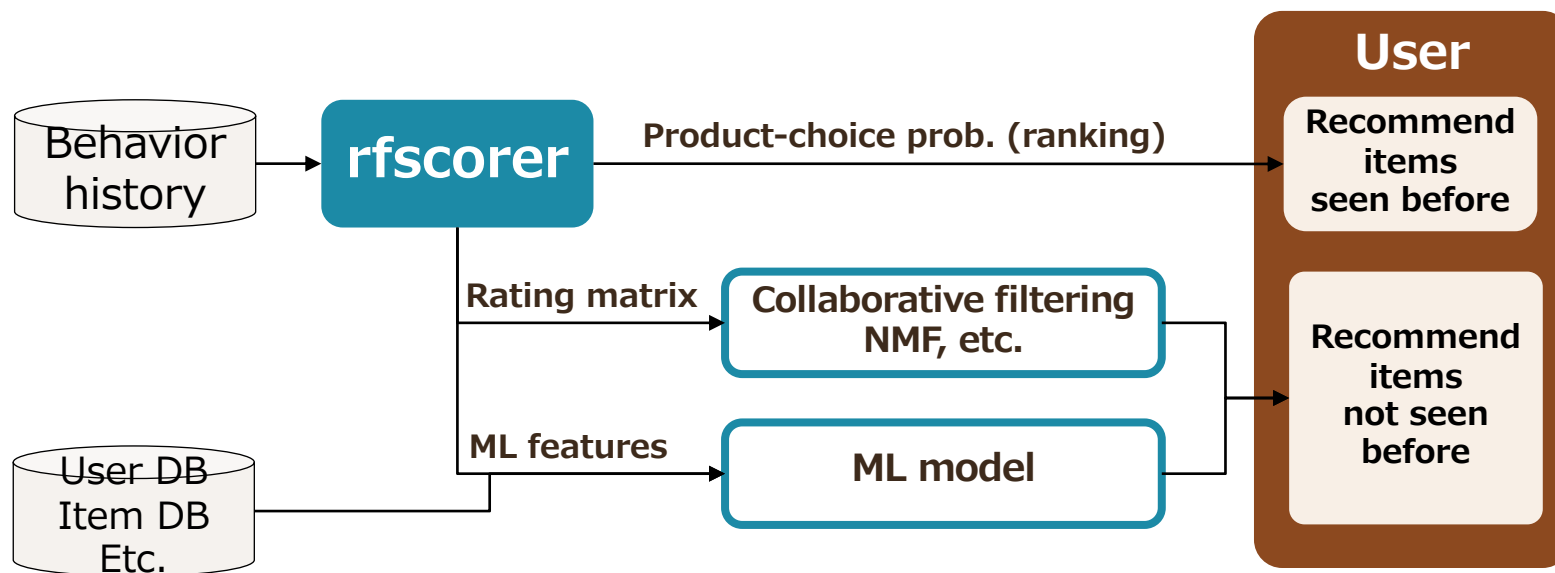 User
Behavior
history
rfscorer
Product-choice prob. (ranking)
Recommend
items
seen before
Rating matrix
Collaborative filtering
NMF, etc.
Recommend
items
not seen
before
ML features
ML model
User DB
Item DB
Etc.